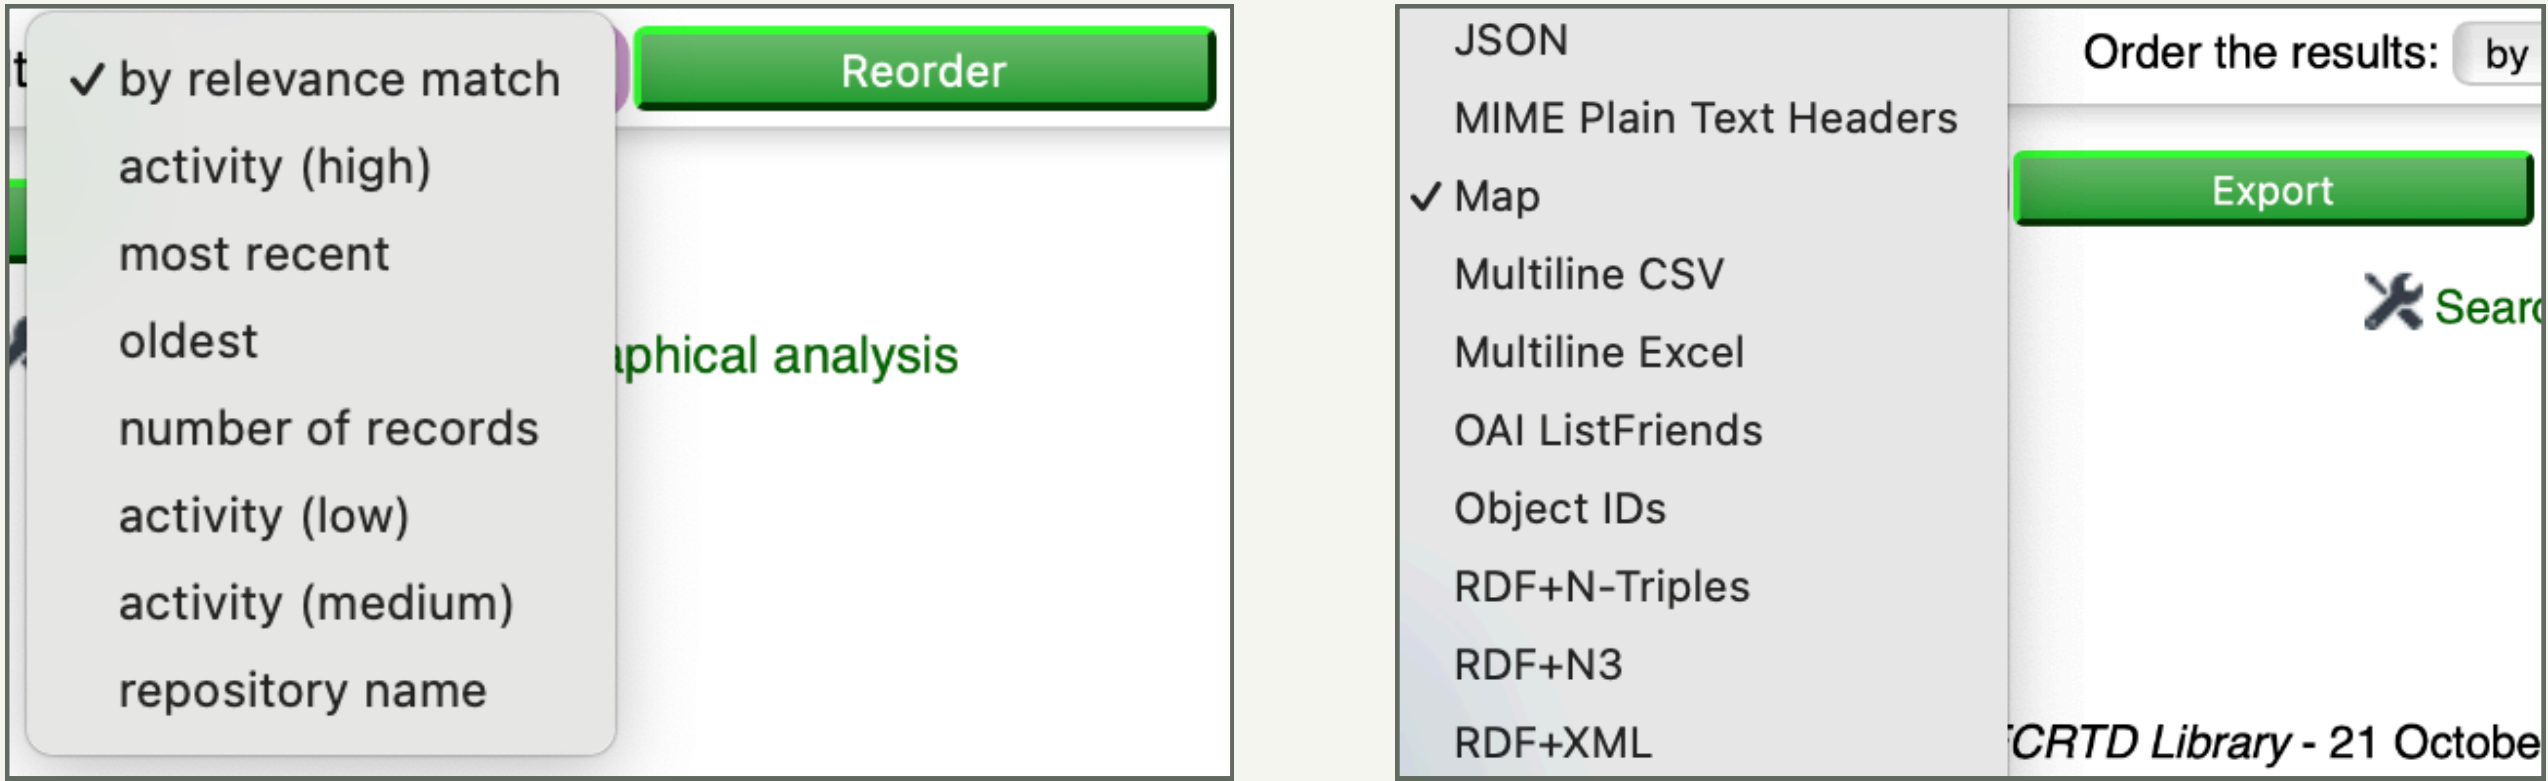 by relevance match
Reorder
activity (high)
most recent
oldest
aphical analysis
number of records
activity (low)
activity (medium)
repository name
JSON
Order the results: by
MIME Plain Text Headers
Map
Export
Multiline CSV
Multiline Excel
OAI ListFriends
Object IDs
RDF+N-Triples
RDF+N3
RDF+XML
CRTD Library - 21 Octobe